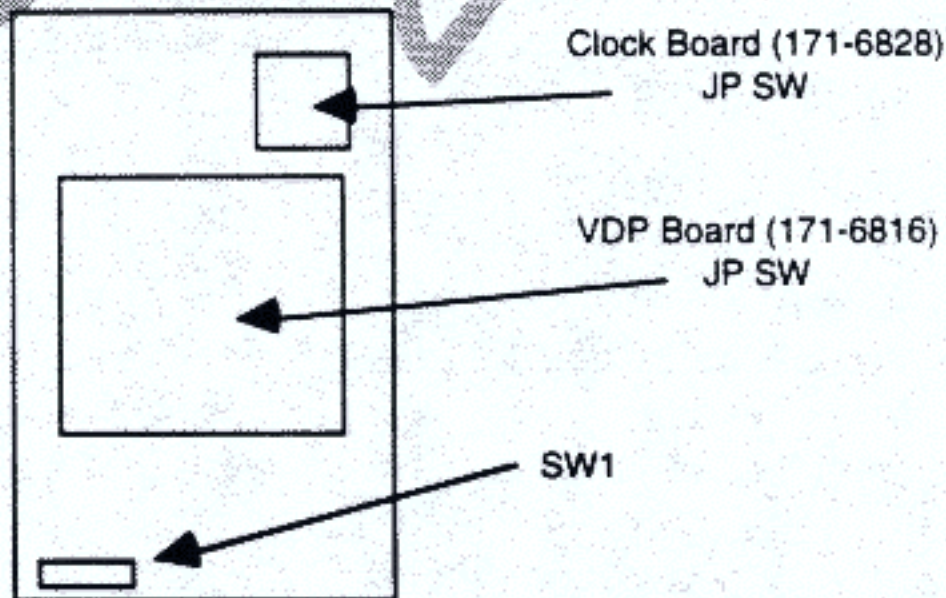 Clock Board (171-6828)
JP SW
VDP Board (171-6816)
JP SW
SW1